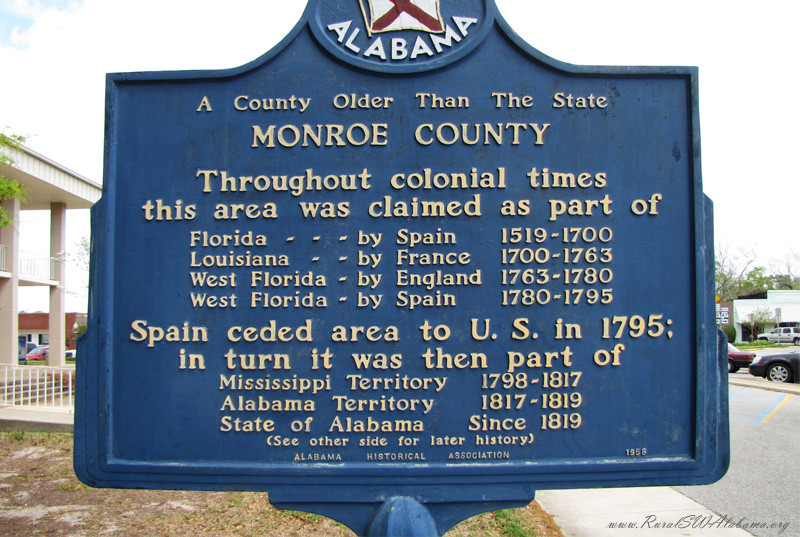 ALABAMA
A County Older Than The State
MONROE COUNTY
Throughout colonial times
this area was claimed as part of
Florida - - - by Spain 1519-1700
Louisiana - - by France 1700-1763
West Florida - by England 1763-1780
West Florida - by Spain 1780-1795
Spain ceded area to U. S. in 1795;
in turn it was then part of
Mississippi Territory 1798-1817
Alabama Territory 1817-1819
State of Alabama Since 1819
(See other side for later history)
ALABAMA HISTORICAL ASSOCIATION 1958
www.RuralSWAlabama.org